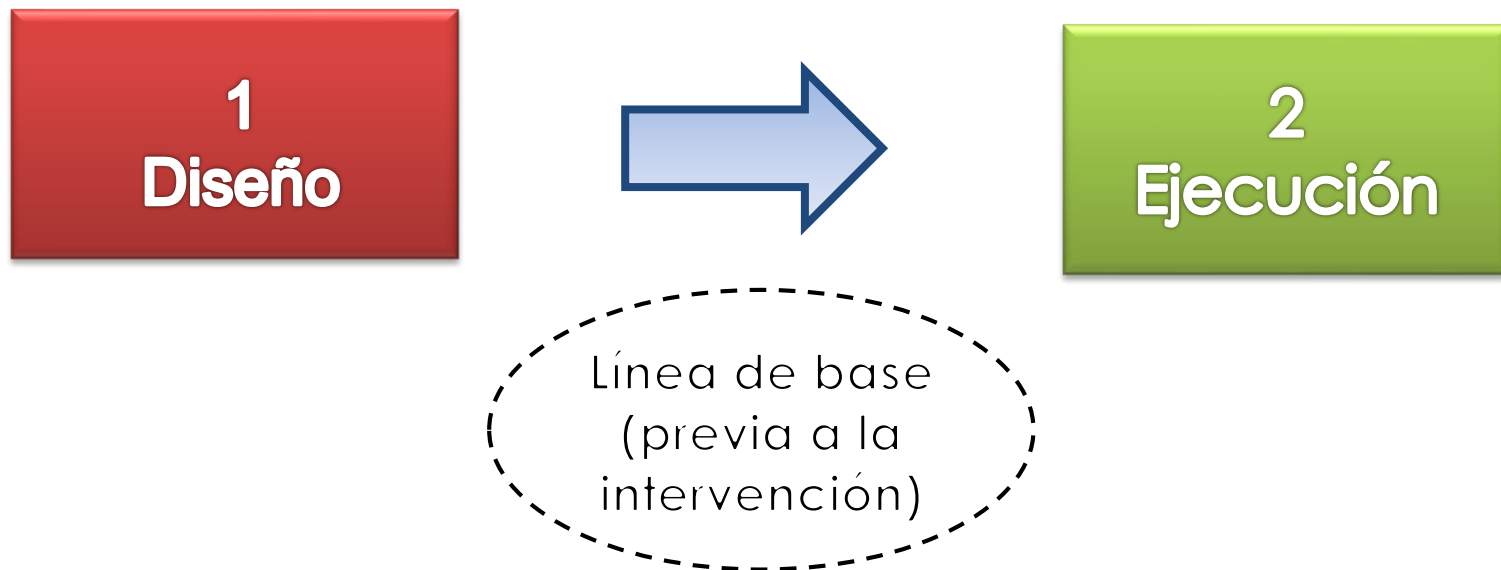 1
Diseño
2
Ejecución
Línea de base
(previa a la
intervención)